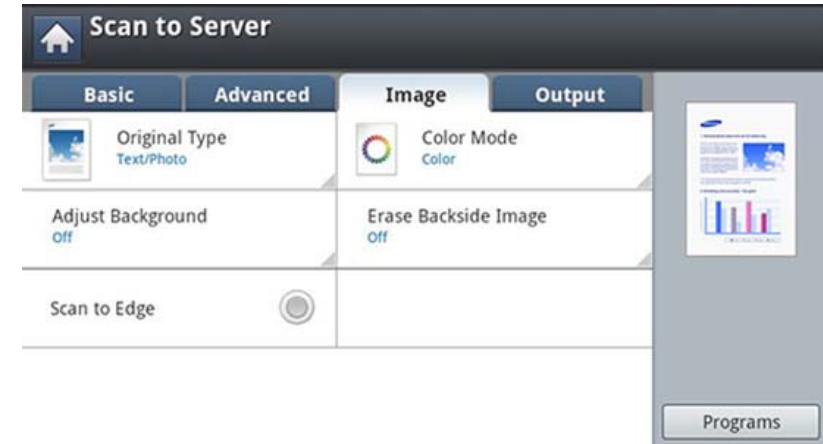 Scan to Server
Basic Advanced Image Output
Original Type
Text/Photo
Color Mode
Color
Adjust Background
Off
Erase Backside Image
Off
Scan to Edge
Programs